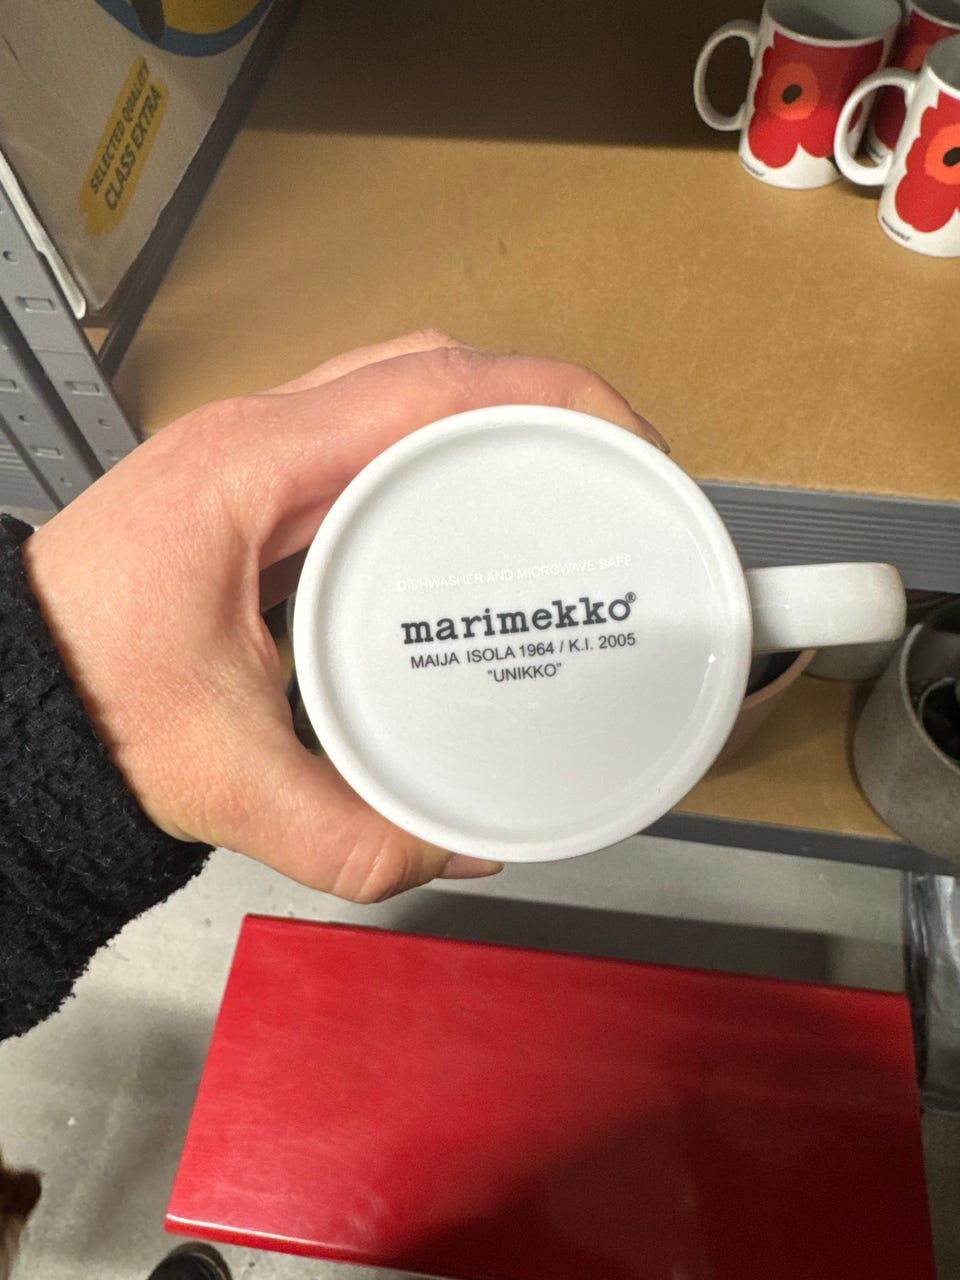 SELECTED QUALITY
CLASS EXTRA
DISHWASHER AND MICROWAVE SAFE
marimekko®
MAIJA ISOLA 1964 / K.I. 2005
"UNIKKO"